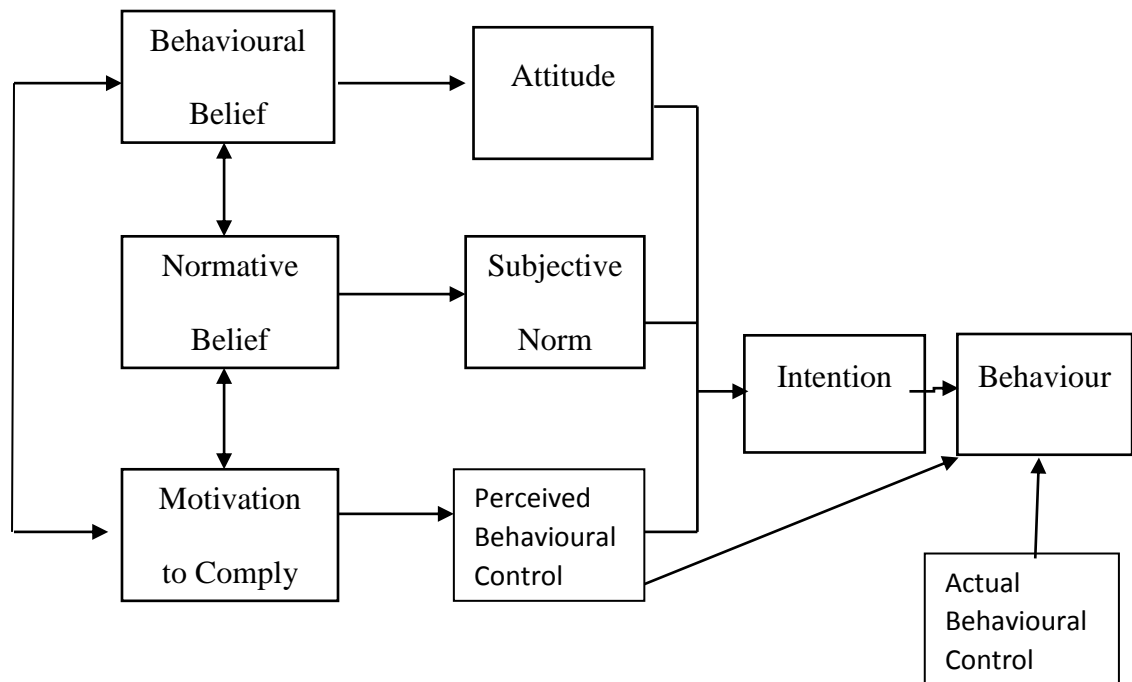 Behavioural
Belief
Attitude
Normative
Belief
Subjective
Norm
Intention
Behaviour
Motivation
to Comply
Perceived
Behavioural
Control
Actual
Behavioural
Control